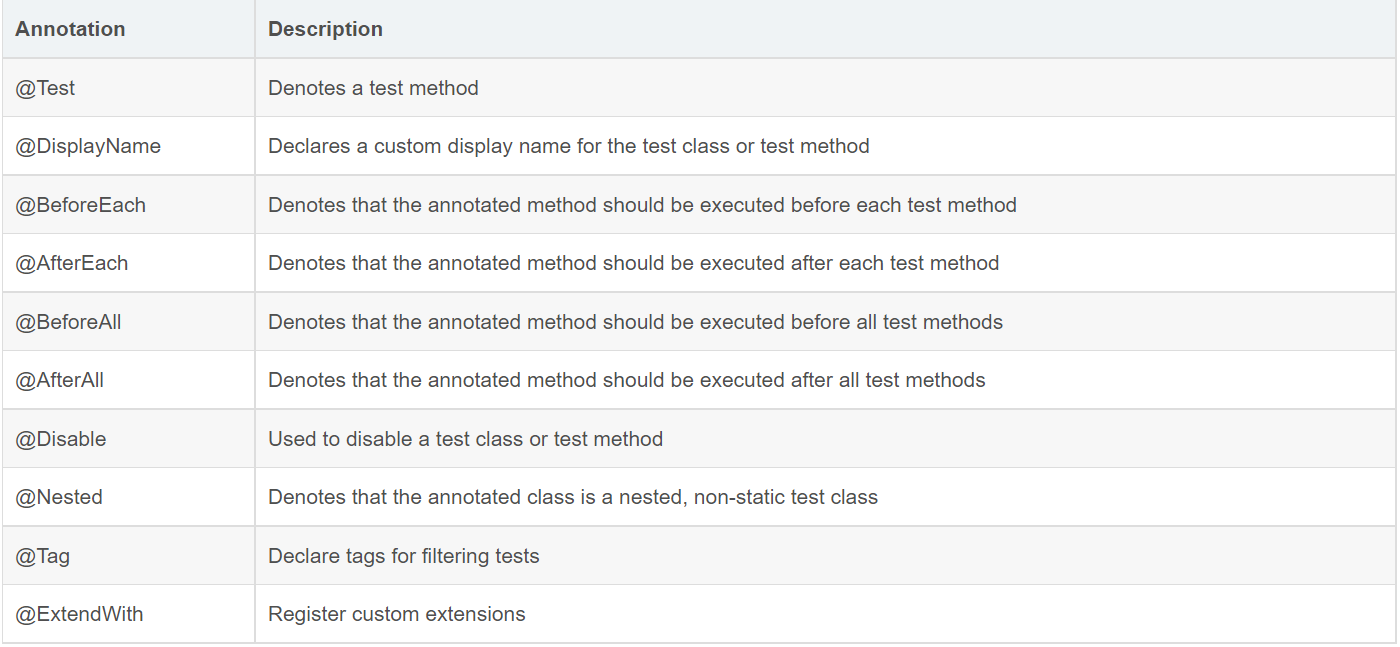 Annotation Description
@Test Denotes a test method
@DisplayName Declares a custom display name for the test class or test method
@BeforeEach Denotes that the annotated method should be executed before each test method
@AfterEach Denotes that the annotated method should be executed after each test method
@BeforeAll Denotes that the annotated method should be executed before all test methods
@AfterAll Denotes that the annotated method should be executed after all test methods
@Disable Used to disable a test class or test method
@Nested Denotes that the annotated class is a nested, non-static test class
@Tag Declare tags for filtering tests
@ExtendWith Register custom extensions